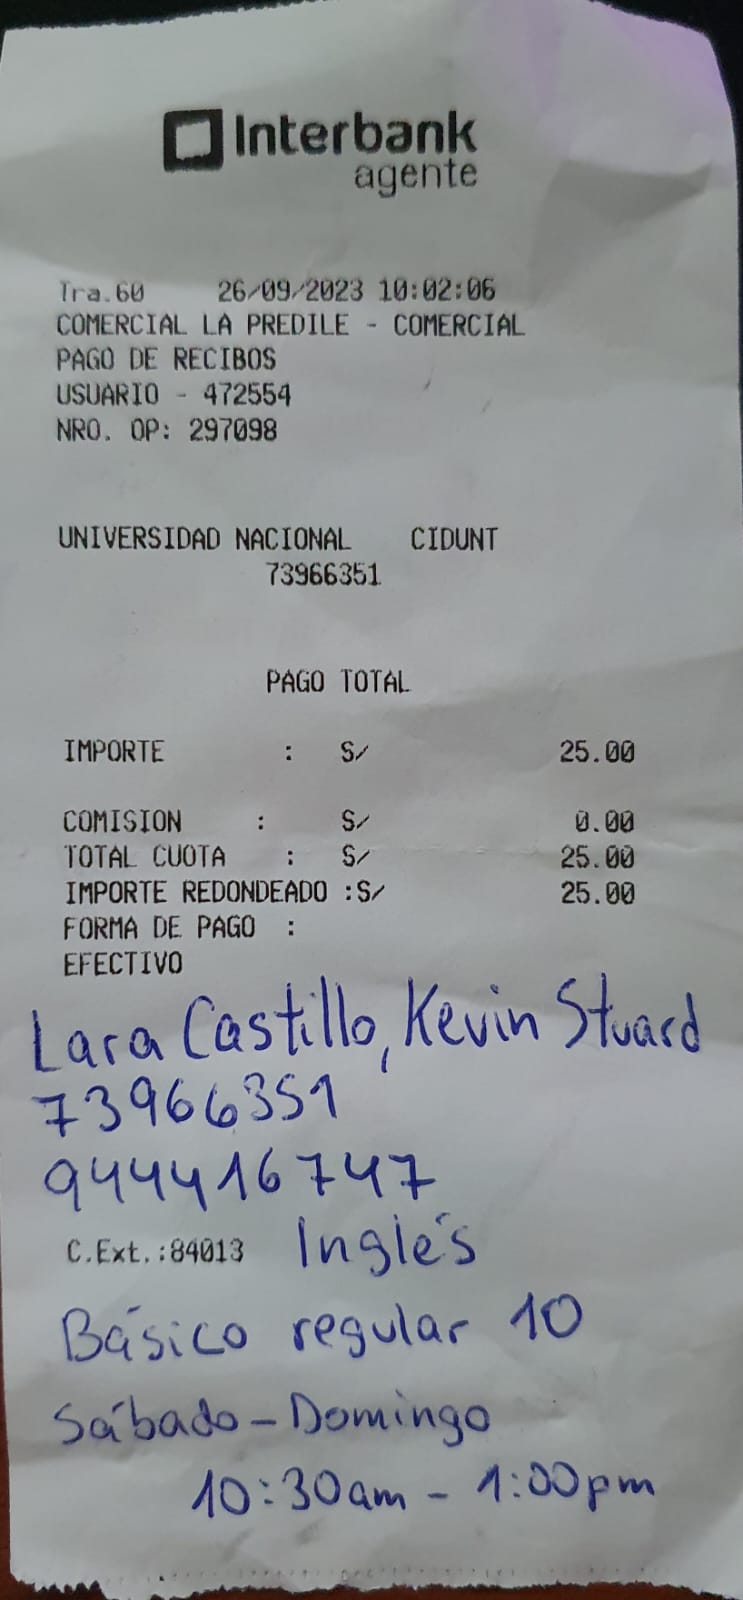 Interbank
agente
Tra.60 26/09/2023 10:02:06
COMERCIAL LA PREDILE - COMERCIAL
PAGO DE RECIBOS
USUARIO - 472554
NRO. OP: 297098
UNIVERSIDAD NACIONAL CIDUNT
73966351
PAGO TOTAL
IMPORTE : S/ 25.00
COMISION : S/ 0.00
TOTAL CUOTA : S/ 25.00
IMPORTE REDONDEADO :S/ 25.00
FORMA DE PAGO :
EFECTIVO
Lara Castillo, Kevin Stuard
73966351
944416747
C.Ext.:84013 Inglés
Básico regular 10
Sábado - Domingo
10:30am - 1:00pm